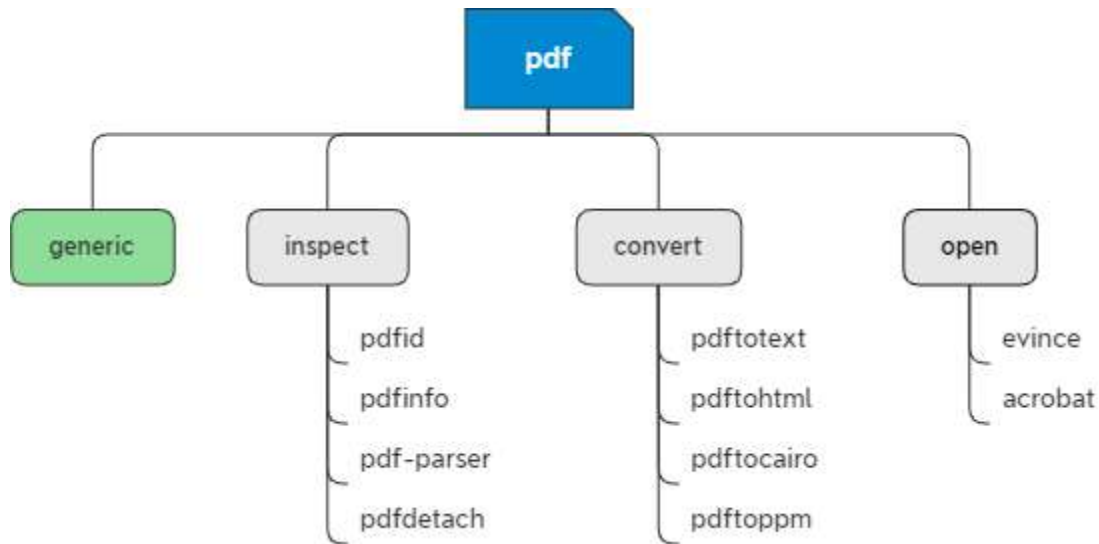 pdf
generic
inspect
convert
open
pdfid
pdfinfo
pdf-parser
pdfdetach
pdftotext
pdftohtml
pdftocairo
pdftoppm
evince
acrobat